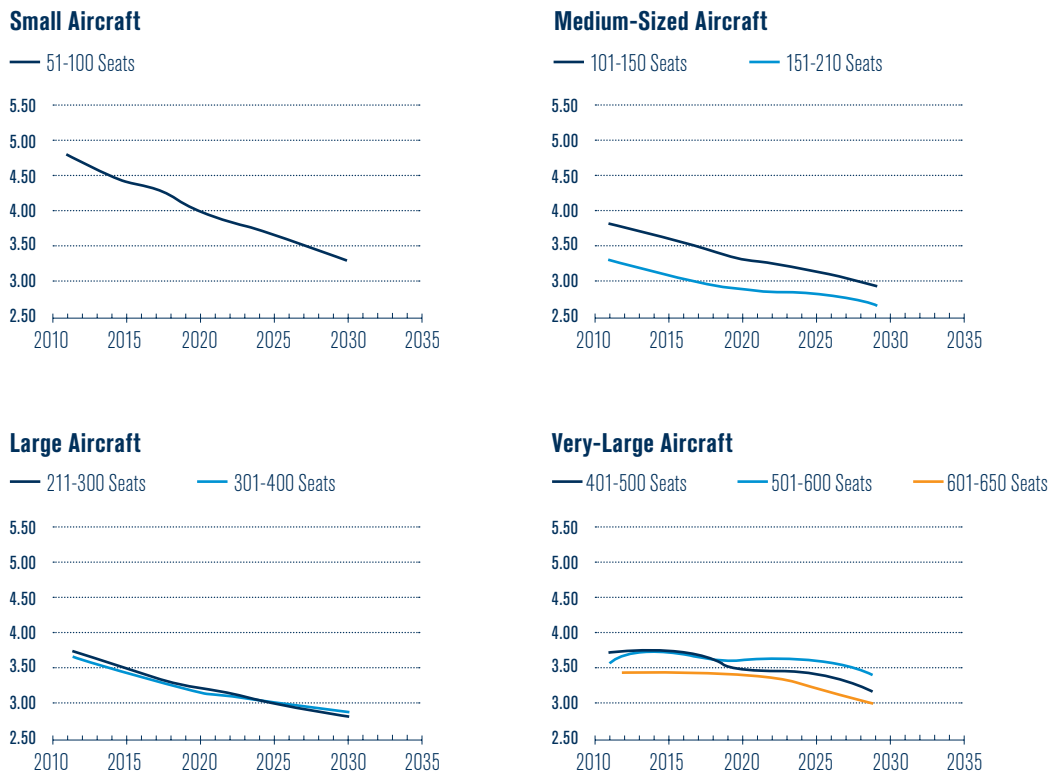 Small Aircraft
51-100 Seats
5.50
5.00
4.50
4.00
3.50
3.00
2.50
2010 2015 2020 2025 2030 2035
Medium-Sized Aircraft
101-150 Seats 151-210 Seats
5.50
5.00
4.50
4.00
3.50
3.00
2.50
2010 2015 2020 2025 2030 2035
Large Aircraft
211-300 Seats 301-400 Seats
5.50
5.00
4.50
4.00
3.50
3.00
2.50
2010 2015 2020 2025 2030 2035
Very-Large Aircraft
401-500 Seats 501-600 Seats 601-650 Seats
5.50
5.00
4.50
4.00
3.50
3.00
2.50
2010 2015 2020 2025 2030 2035